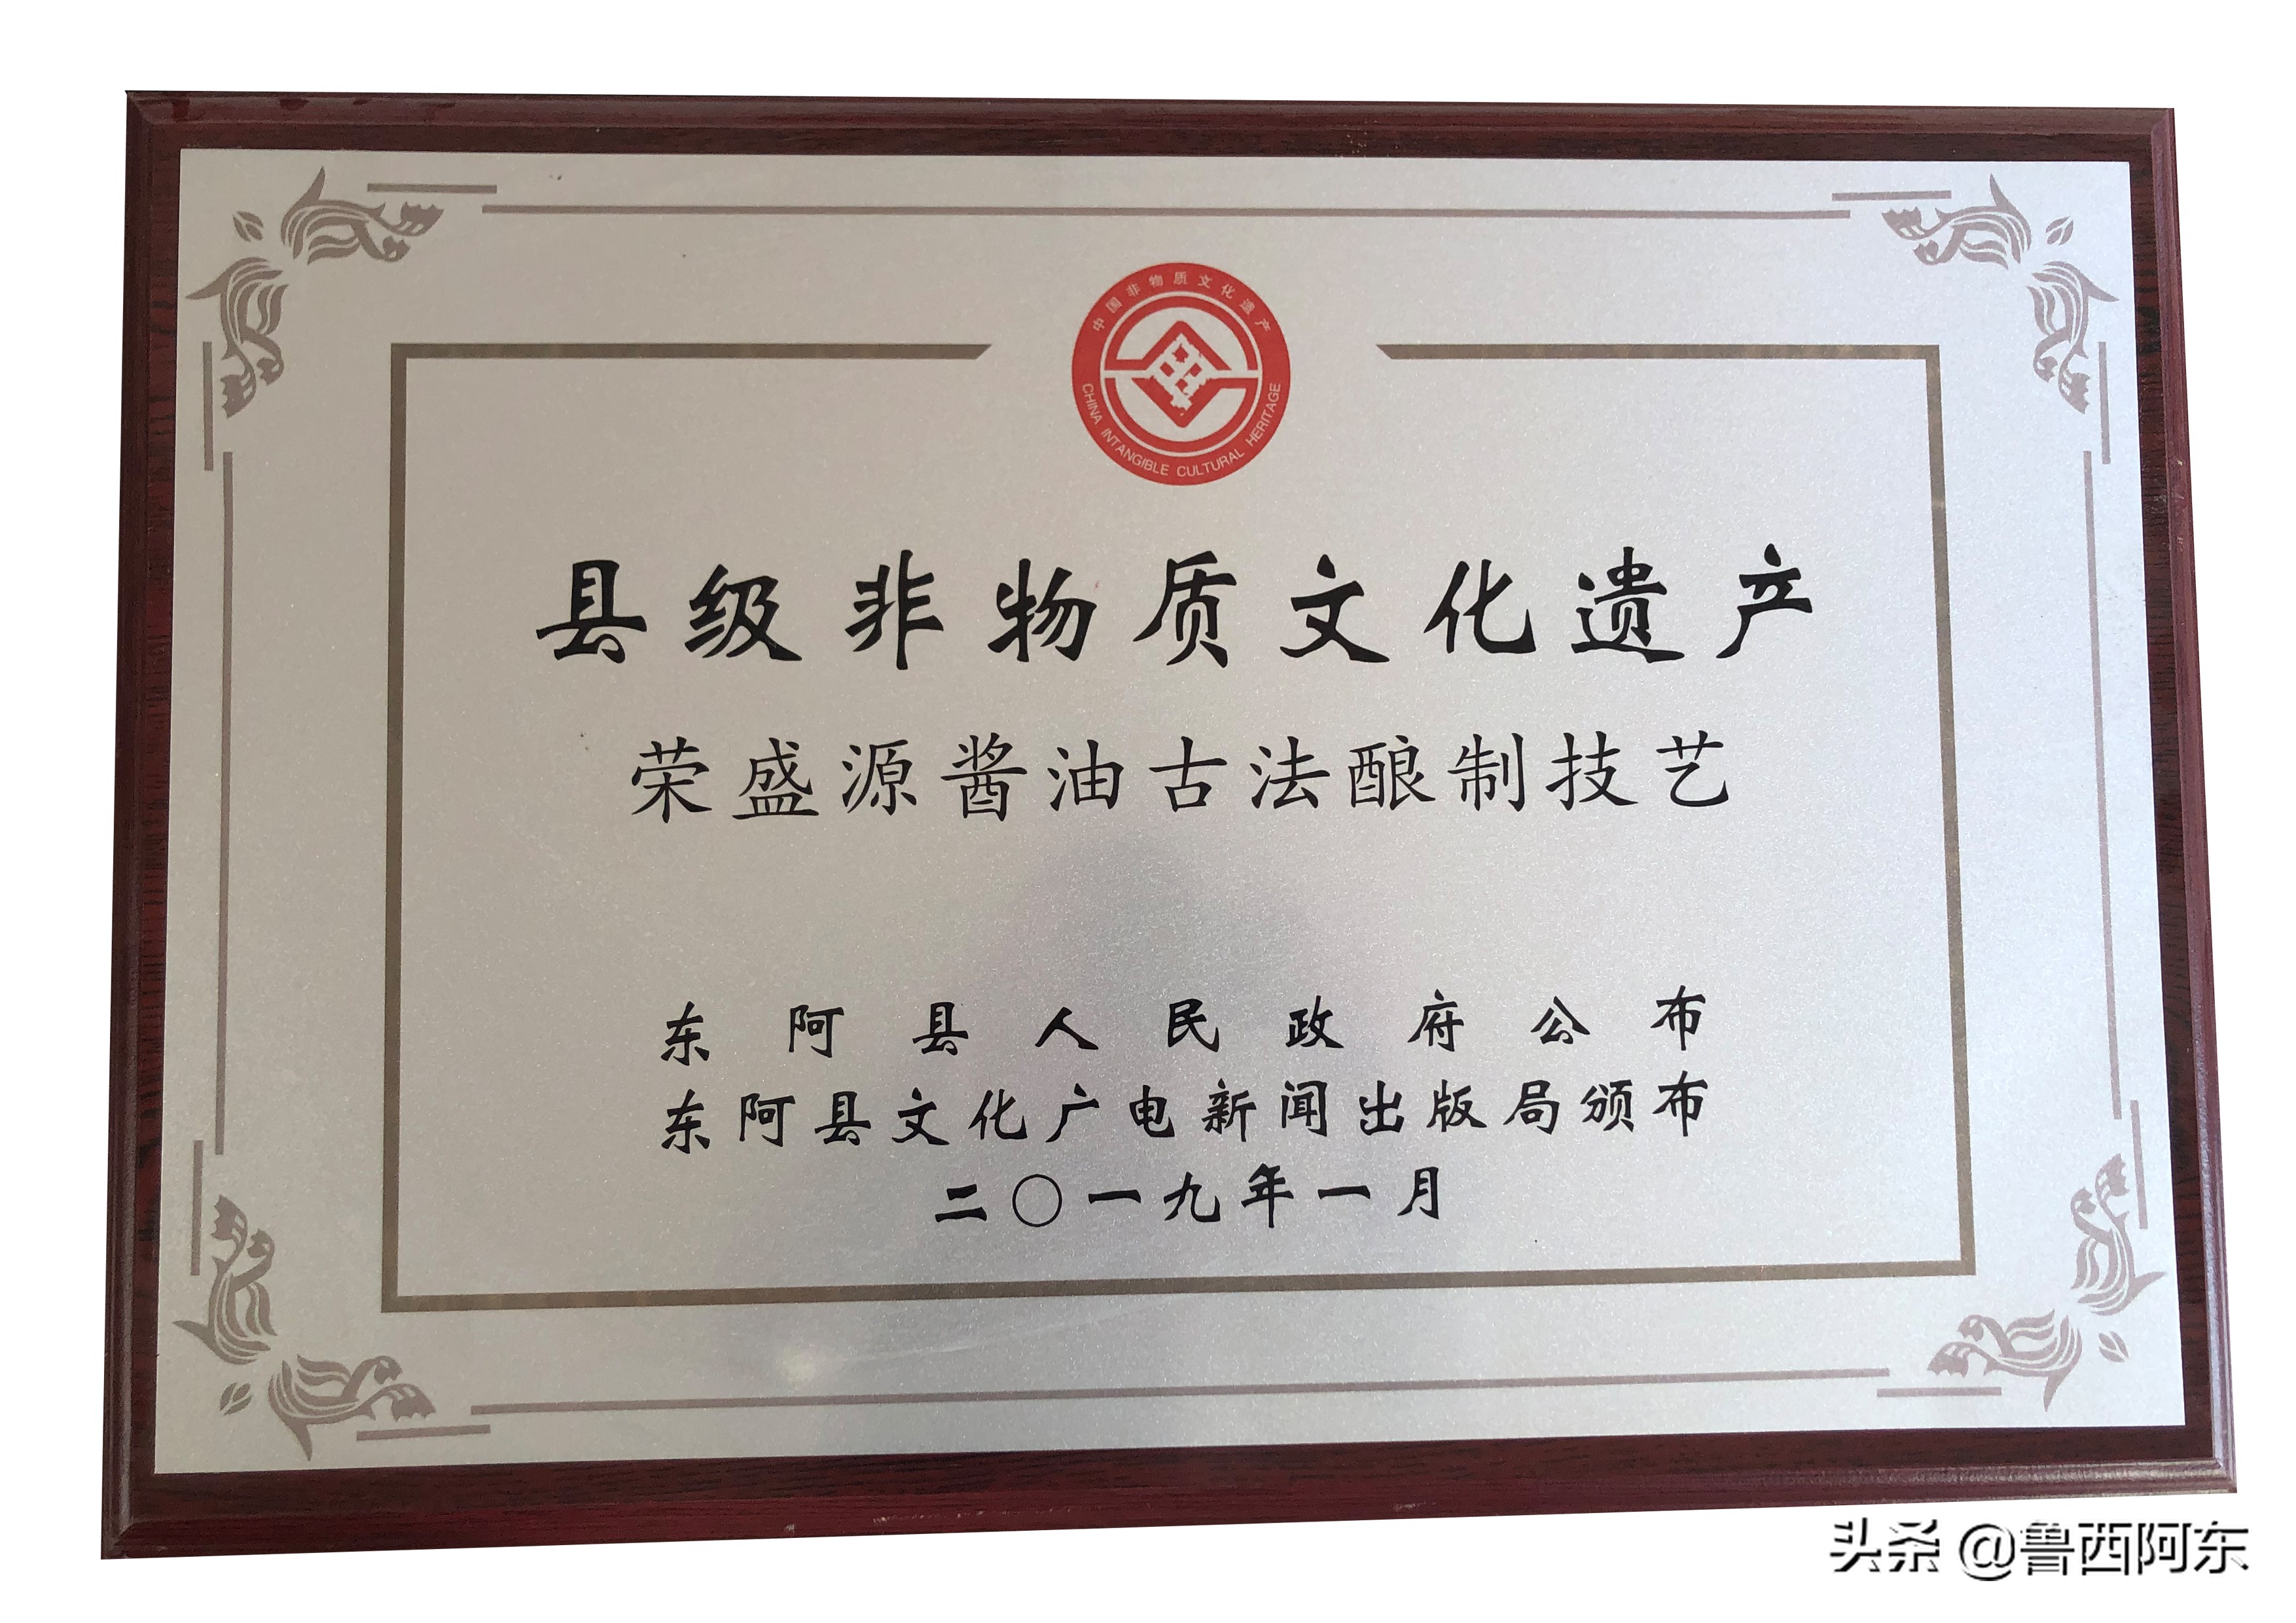 中国非物质文化遗产
CHINA INTANGIBLE CULTURAL HERITAGE
县级非物质文化遗产
荣盛源酱油古法酿制技艺
东阿县人民政府公布
东阿县文化广电新闻出版局颁布
二〇一九年一月
头条 @鲁西阿东